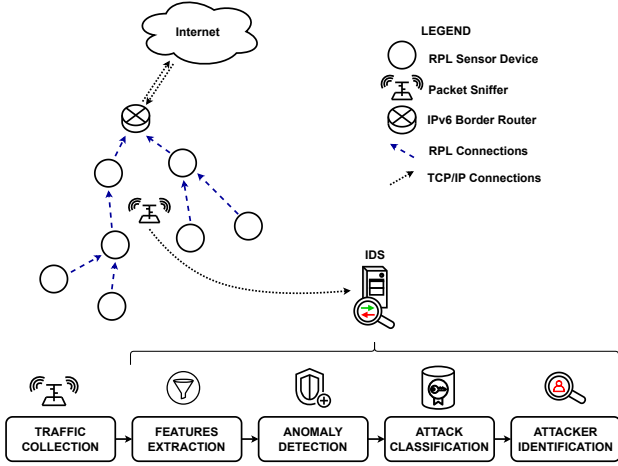 Internet
LEGEND
RPL Sensor Device
Packet Sniffer
IPv6 Border Router
RPL Connections
TCP/IP Connections
IDS
TRAFFIC
COLLECTION
FEATURES
EXTRACTION
ANOMALY
DETECTION
ATTACK
CLASSIFICATION
ATTACKER
IDENTIFICATION